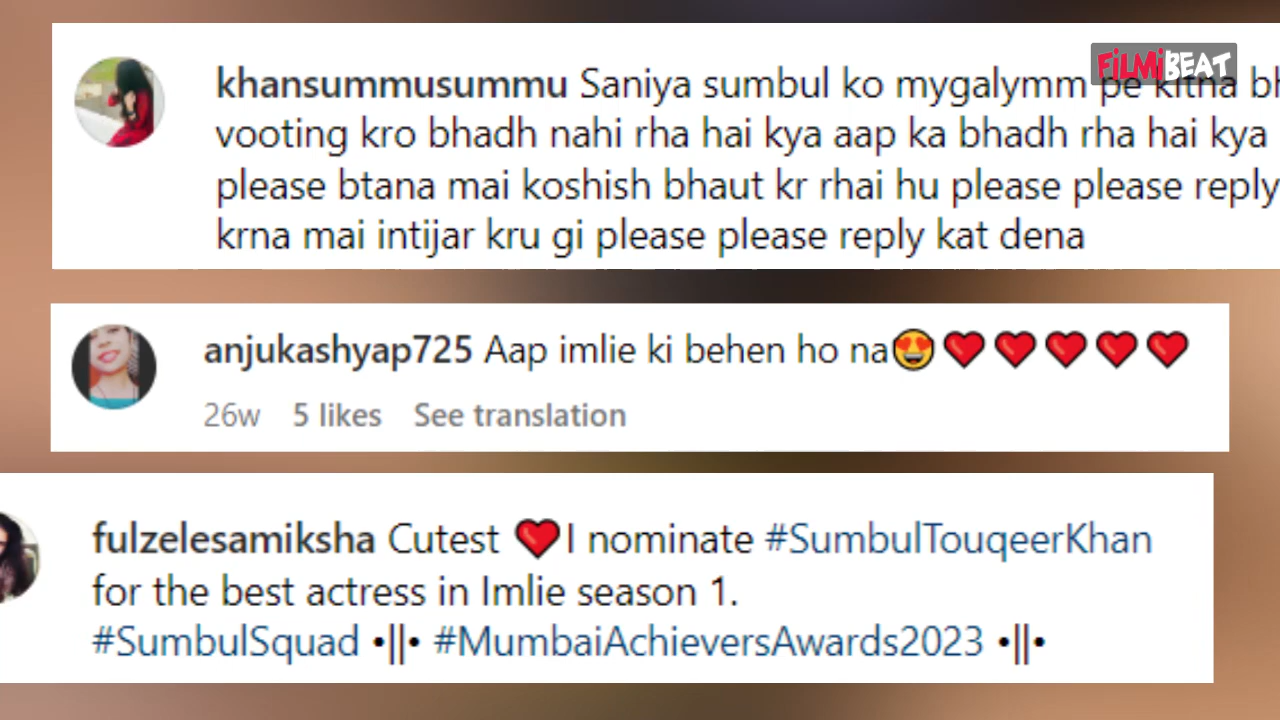 FILMIBEAT
khansummusummu Saniya sumbul ko mygalymm pe kitna bh
vooting kro bhadh nahi rha hai kya aap ka bhadh rha hai kya
please btana mai koshish bhaut kr rhai hu please please reply
krna mai intijar kru gi please please reply kat dena
anjukashyap725 Aap imlie ki behen ho na😍❤️❤️❤️❤️❤️
26w 5 likes See translation
fulzelesamiksha Cutest ❤️I nominate #SumbulTouqeerKhan
for the best actress in Imlie season 1.
#SumbulSquad •||• #MumbaiAchieversAwards2023 •||•